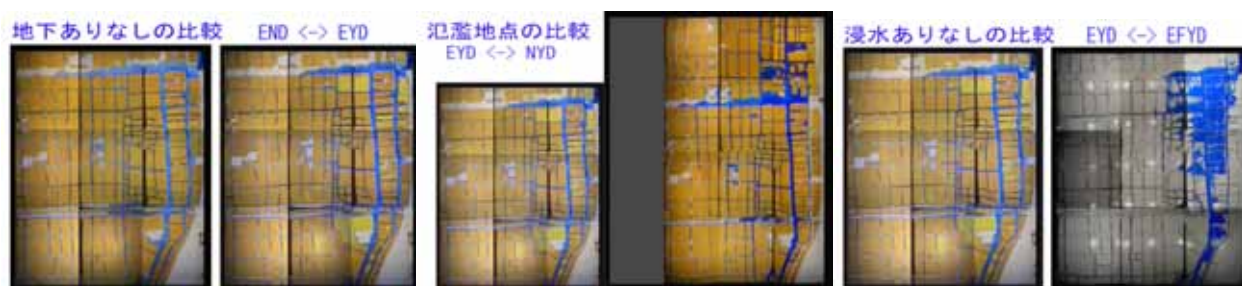 地下ありなしの比較 END <-> EYD
氾濫地点の比較
EYD <-> NYD
浸水ありなしの比較 EYD <-> EFYD